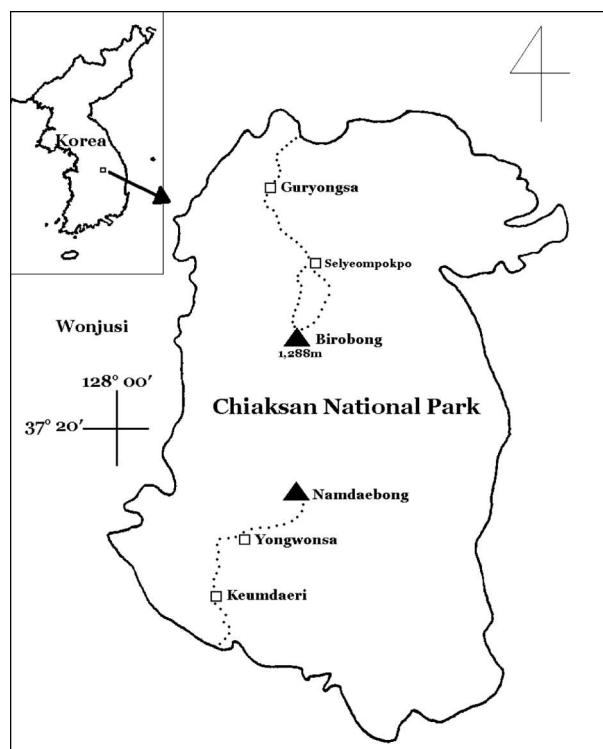 Korea
Guryongsa
Selyeompokpo
Wonjusi
Birobong
1,288m
128° 00′
Chiaksan National Park
37° 20′
Namdaebong
Yongwonsa
Keumdaeri